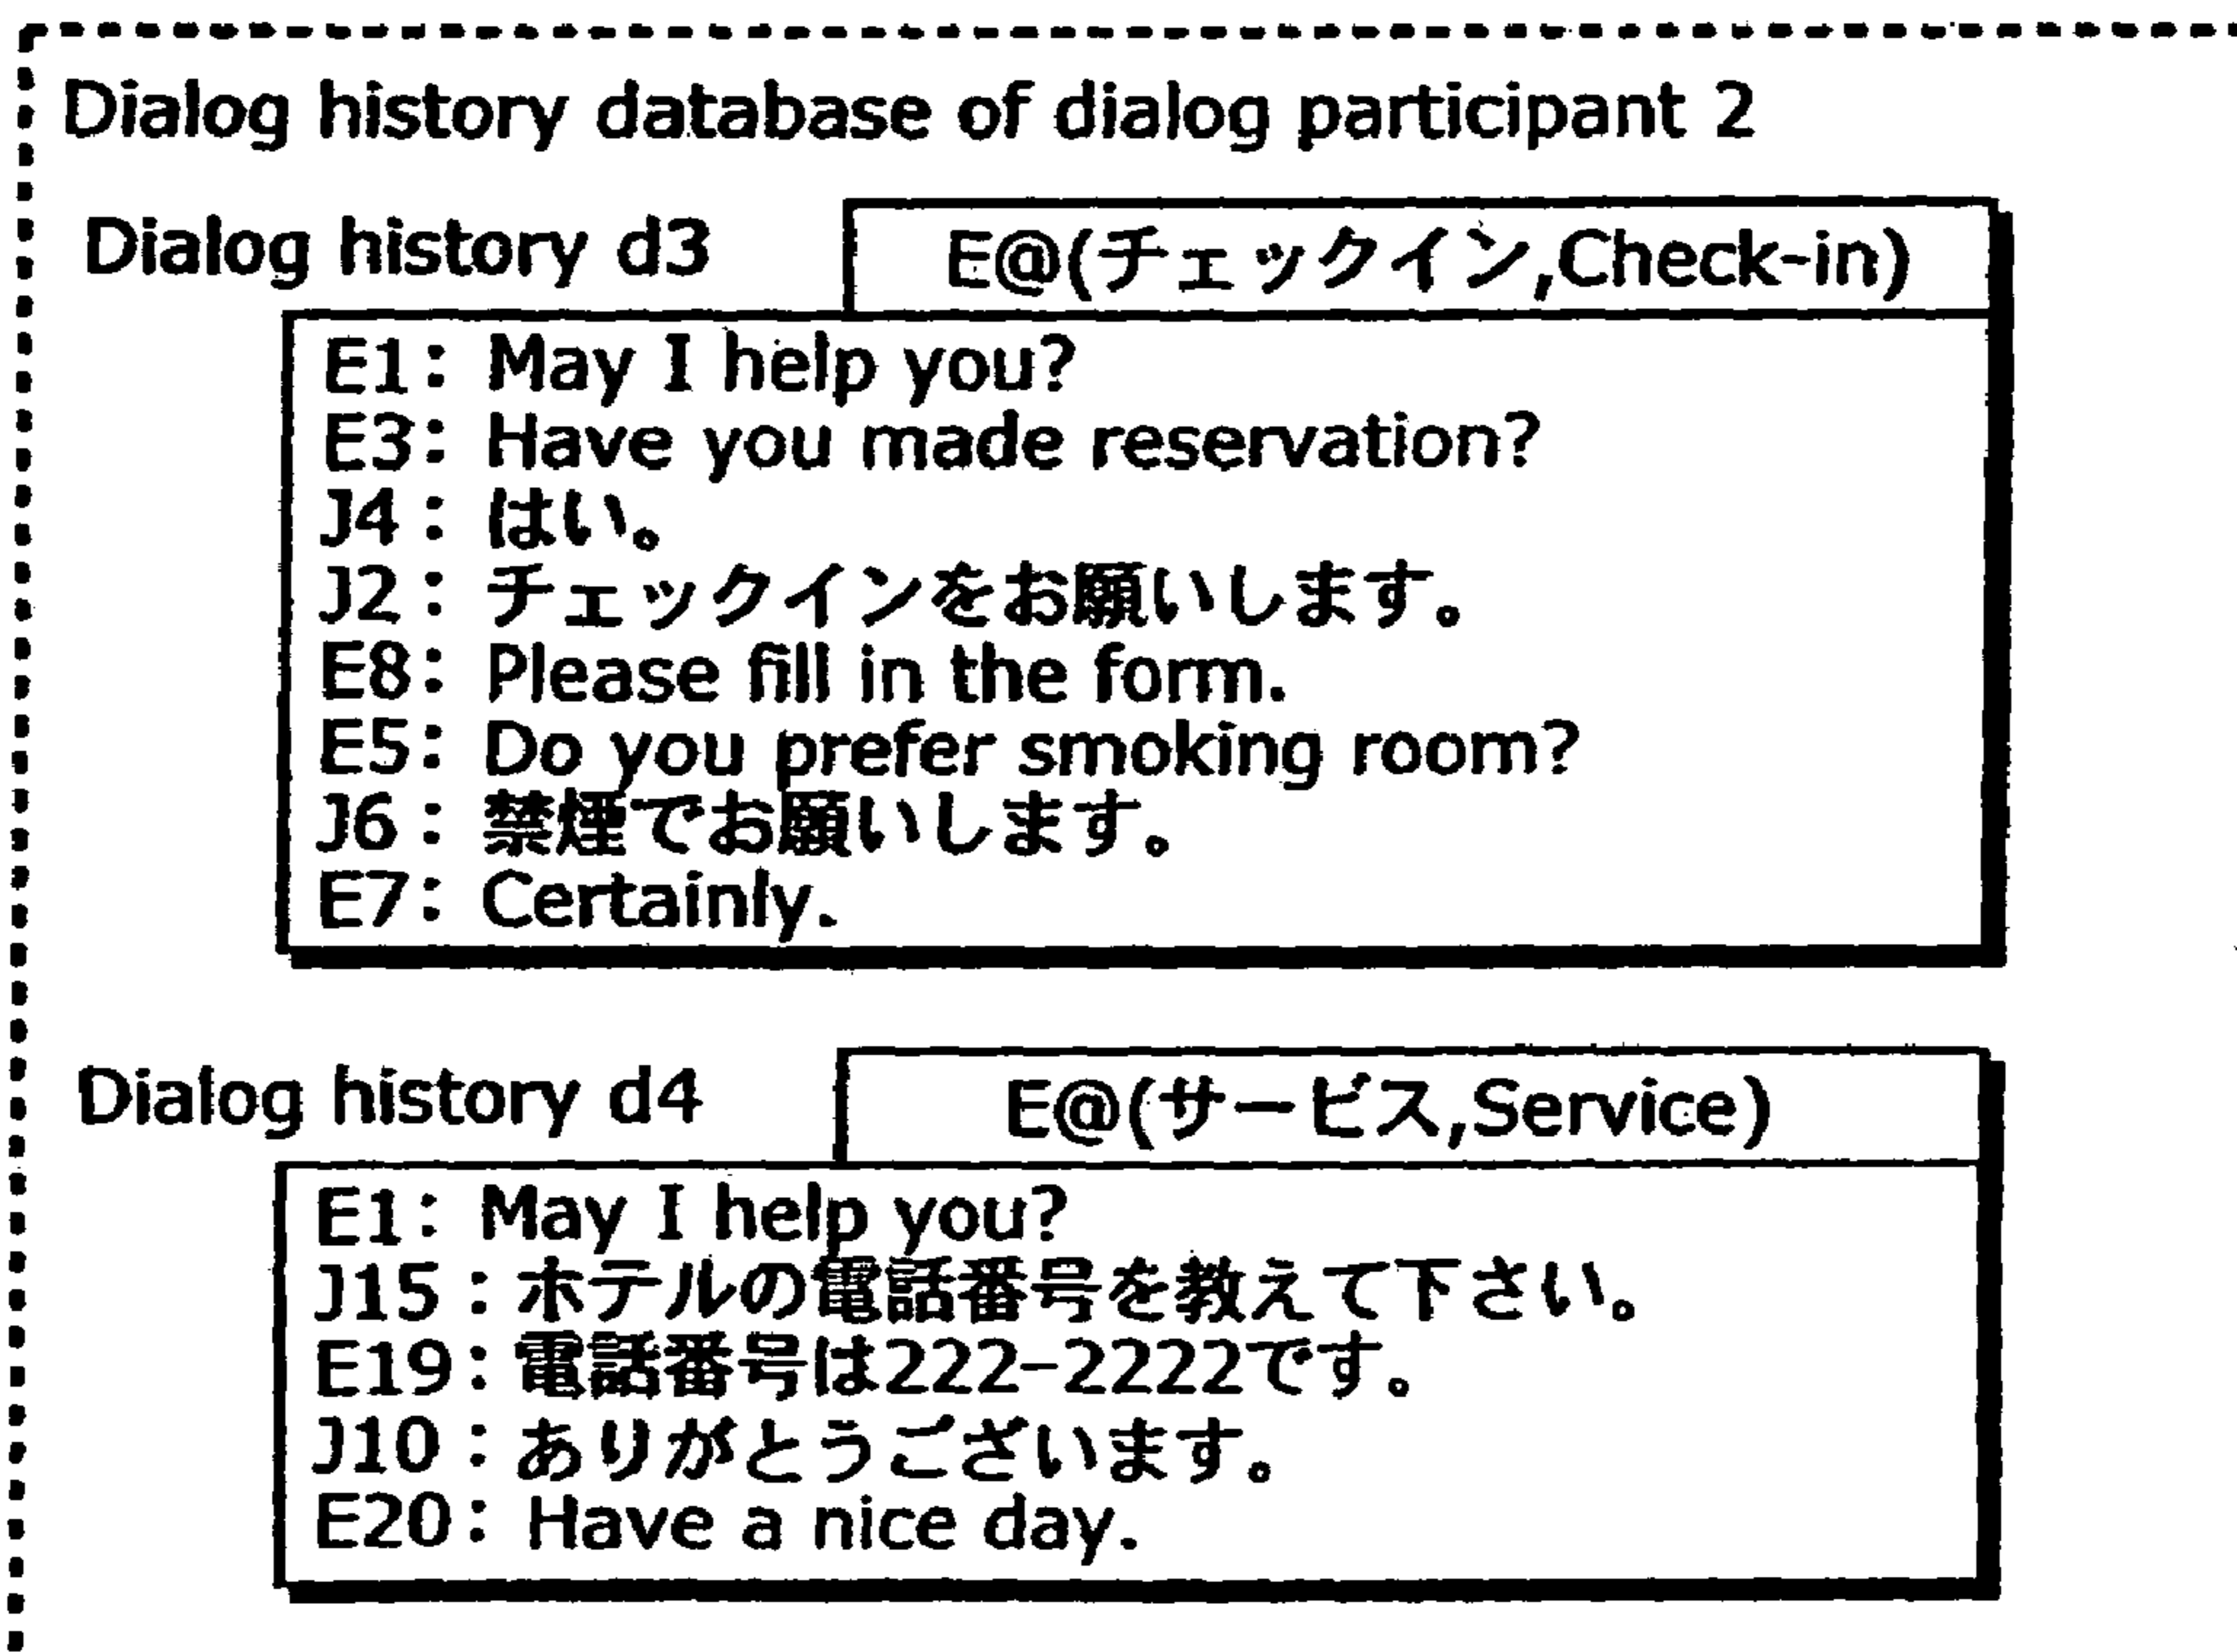 Dialog history database of dialog participant 2
Dialog history d3
E@(チェックイン,Check-in)
E1: May I help you?
E3: Have you made reservation?
J4: はい。
J2: チェックインをお願いします。
E8: Please fill in the form.
E5: Do you prefer smoking room?
J6: 禁煙でお願いします。
E7: Certainly.
Dialog history d4
E@(サービス,Service)
E1: May I help you?
J15:ホテルの電話番号を教えて下さい。
E19:電話番号は222-2222です。
J10:ありがとうございます。
E20: Have a nice day.